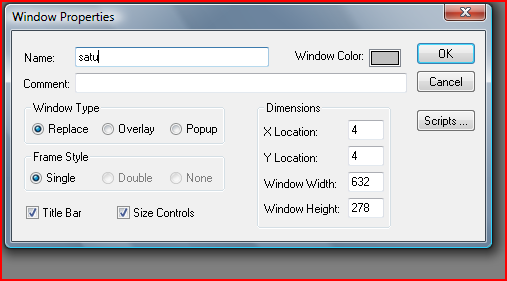 Window Properties
Name: satu
Window Color:
OK
Comment:
Cancel
Window Type
Replace Overlay Popup
Frame Style
Single Double None
Title Bar Size Controls
Dimensions
X Location: 4
Y Location: 4
Window Width: 632
Window Height: 278
Scripts ...